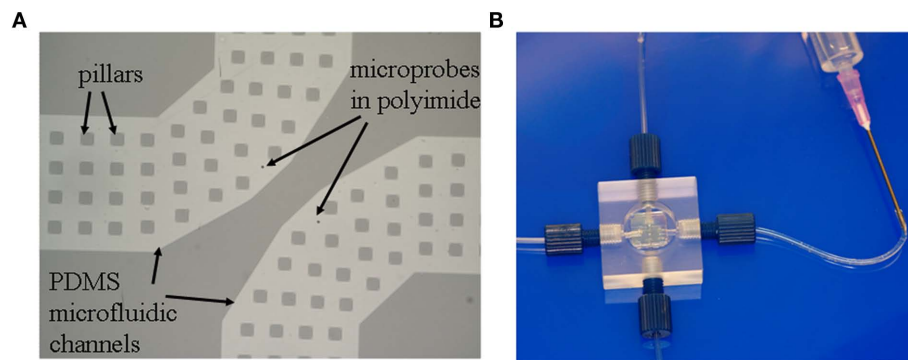 A
B
pillars
microprobes
in polyimide
PDMS
microfluidic
channels